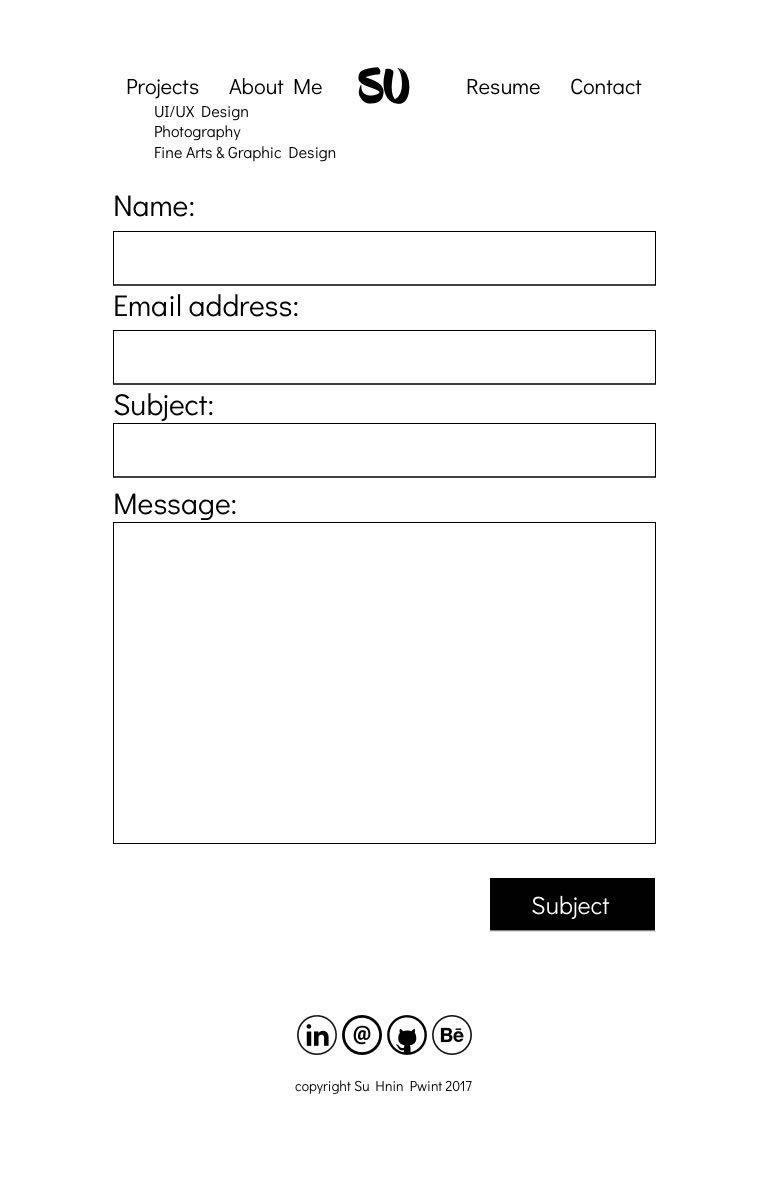 Projects About Me SU Resume Contact
UI/UX Design
Photography
Fine Arts & Graphic Design
Name:
Email address:
Subject:
Message:
Subject
in @ Bē
copyright Su Hnin Pwint 2017